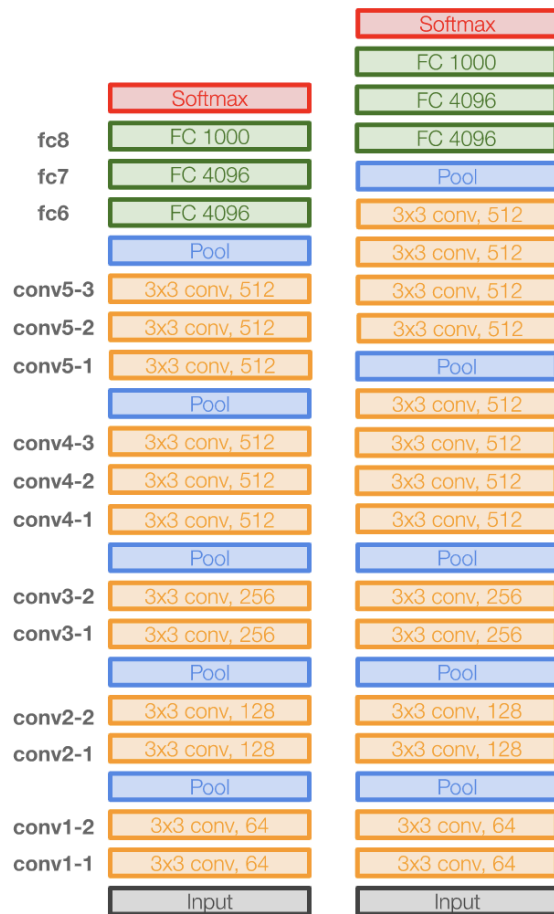 Softmax
FC 1000
Softmax FC 4096
fc8 FC 1000 FC 4096
fc7 FC 4096 Pool
fc6 FC 4096 3x3 conv, 512
Pool 3x3 conv, 512
conv5-3 3x3 conv, 512 3x3 conv, 512
conv5-2 3x3 conv, 512 3x3 conv, 512
conv5-1 3x3 conv, 512 Pool
Pool 3x3 conv, 512
conv4-3 3x3 conv, 512 3x3 conv, 512
conv4-2 3x3 conv, 512 3x3 conv, 512
conv4-1 3x3 conv, 512 3x3 conv, 512
Pool Pool
conv3-2 3x3 conv, 256 3x3 conv, 256
conv3-1 3x3 conv, 256 3x3 conv, 256
Pool Pool
conv2-2 3x3 conv, 128 3x3 conv, 128
conv2-1 3x3 conv, 128 3x3 conv, 128
Pool Pool
conv1-2 3x3 conv, 64 3x3 conv, 64
conv1-1 3x3 conv, 64 3x3 conv, 64
Input Input